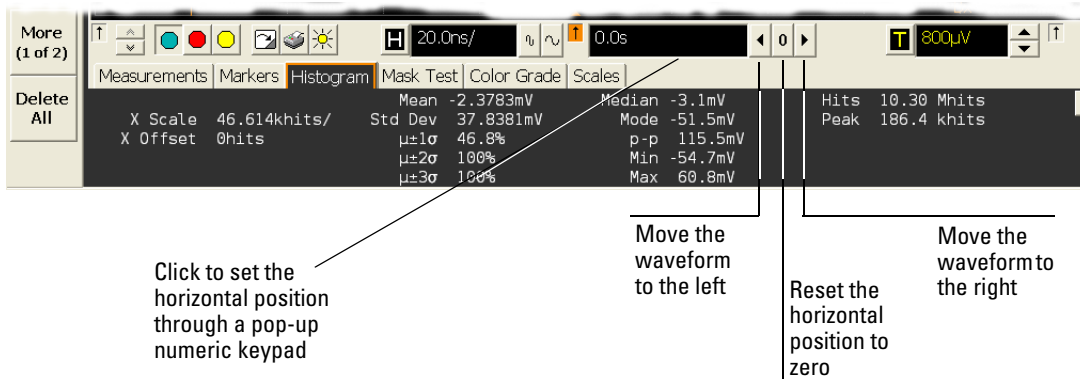 More
(1 of 2)
H 20.0ns/ 0.0s 0 T 800µV
Measurements Markers Histogram Mask Test Color Grade Scales
Delete
All
Mean -2.3783mV Median -3.1mV Hits 10.30 Mhits
X Scale 46.614khits/ Std Dev 37.8381mV Mode -51.5mV Peak 186.4 khits
X Offset 0hits µ±1σ 46.8% p-p 115.5mV
µ±2σ 100% Min -54.7mV
µ±3σ 100% Max 60.8mV
Click to set the
horizontal position
through a pop-up
numeric keypad
Move the
waveform
to the left
Reset the
horizontal
position to
zero
Move the
waveform to
the right